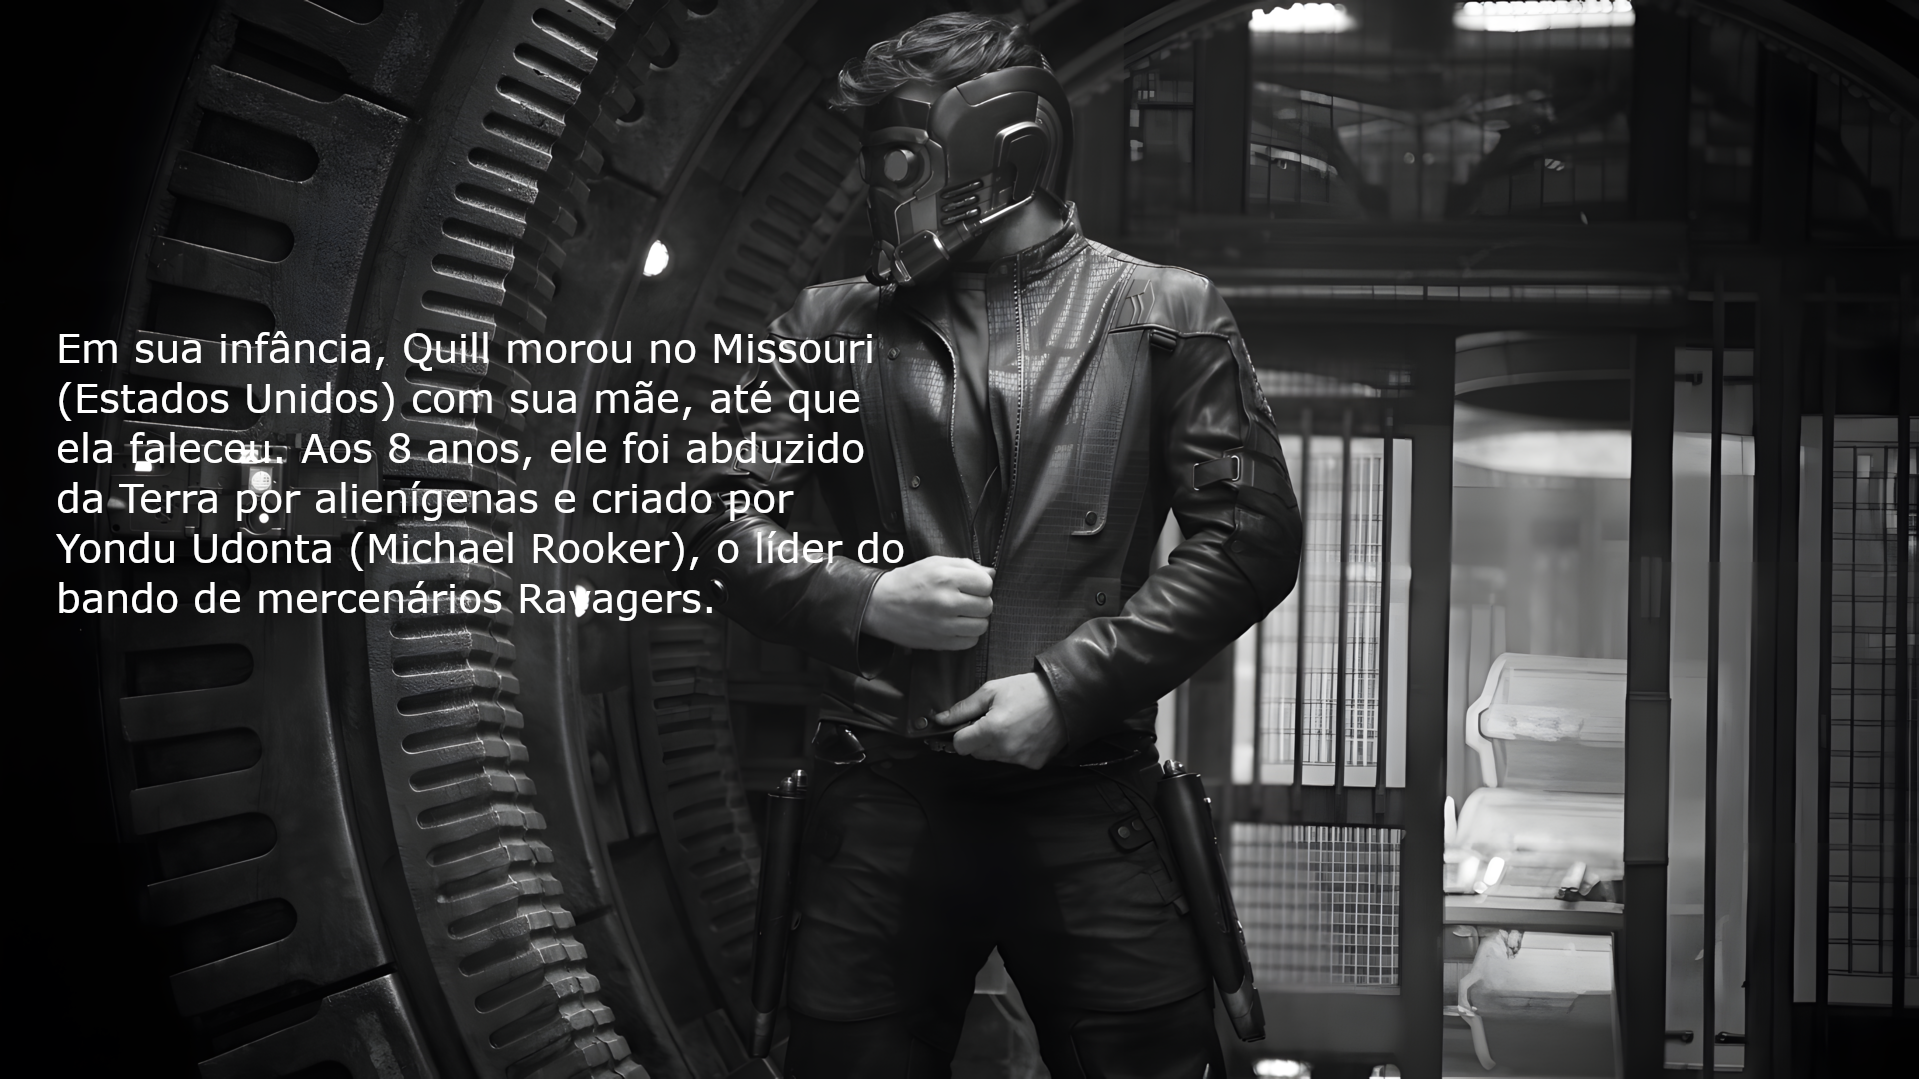 Em sua infância, Quill morou no Missouri
(Estados Unidos) com sua mãe, até que
ela faleceu. Aos 8 anos, ele foi abduzido
da Terra por alienígenas e criado por
Yondu Udonta (Michael Rooker), o líder do
bando de mercenários Ravagers.